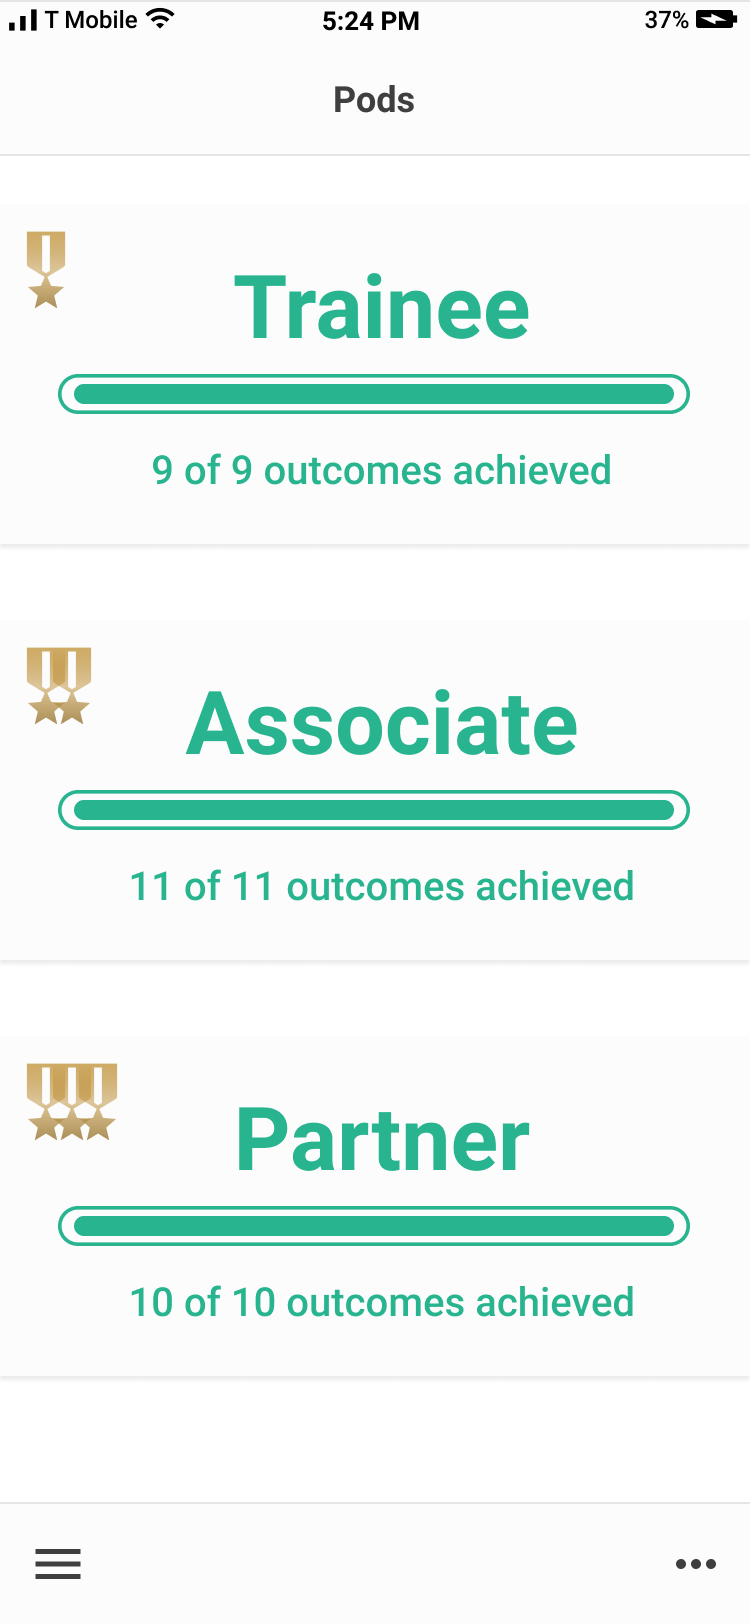 T Mobile 5:24 PM 37%
Pods
Trainee
9 of 9 outcomes achieved
Associate
11 of 11 outcomes achieved
Partner
10 of 10 outcomes achieved